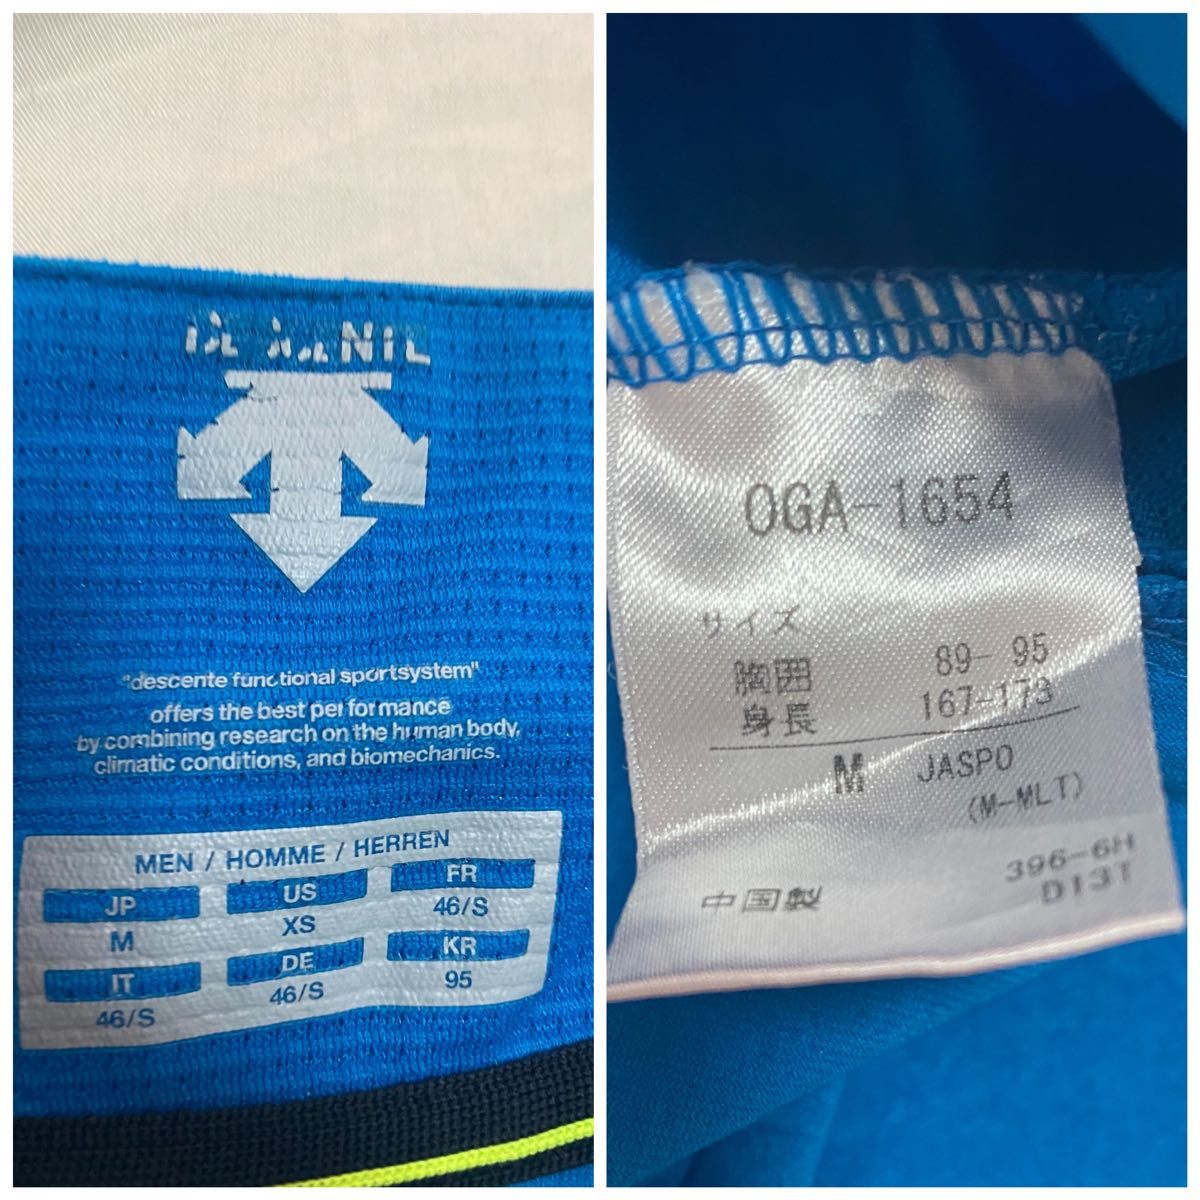 "descente functional sportsystem"
offers the best performance
by combining research on the human body,
climatic conditions, and biomechanics.
MEN / HOMME / HERREN
JP US FR
M XS 46/S
IT DE KR
46/S 46/S 95
OGA-1654
サイズ
胸囲 89-95
身長 167-173
M JASPO
(M-MLT)
396-6H
中国製 D131